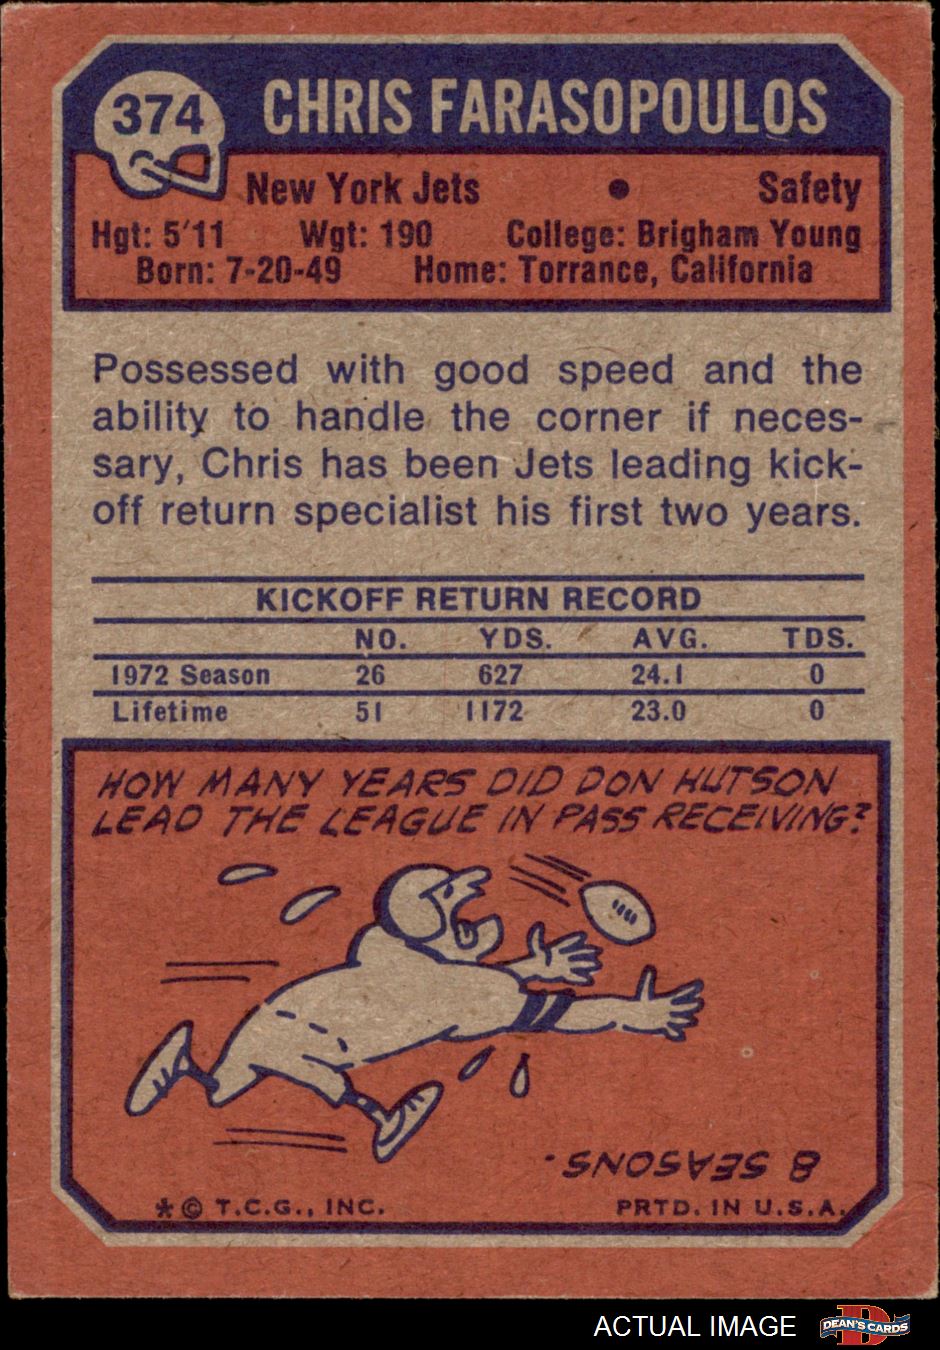 374
CHRIS FARASOPOULOS
New York Jets • Safety
Hgt: 5'11 Wgt: 190 College: Brigham Young
Born: 7-20-49 Home: Torrance, California
Possessed with good speed and the
ability to handle the corner if neces-
sary, Chris has been Jets leading kick-
off return specialist his first two years.
KICKOFF RETURN RECORD
NO. YDS. AVG. TDS.
1972 Season 26 627 24.1 0
Lifetime 51 1172 23.0 0
HOW MANY YEARS DID DON HUTSON
LEAD THE LEAGUE IN PASS RECEIVING?
8 SEASONS.
* © T.C.G., INC. PRTD. IN U.S.A.
ACTUAL IMAGE
DEAN'S CARDS